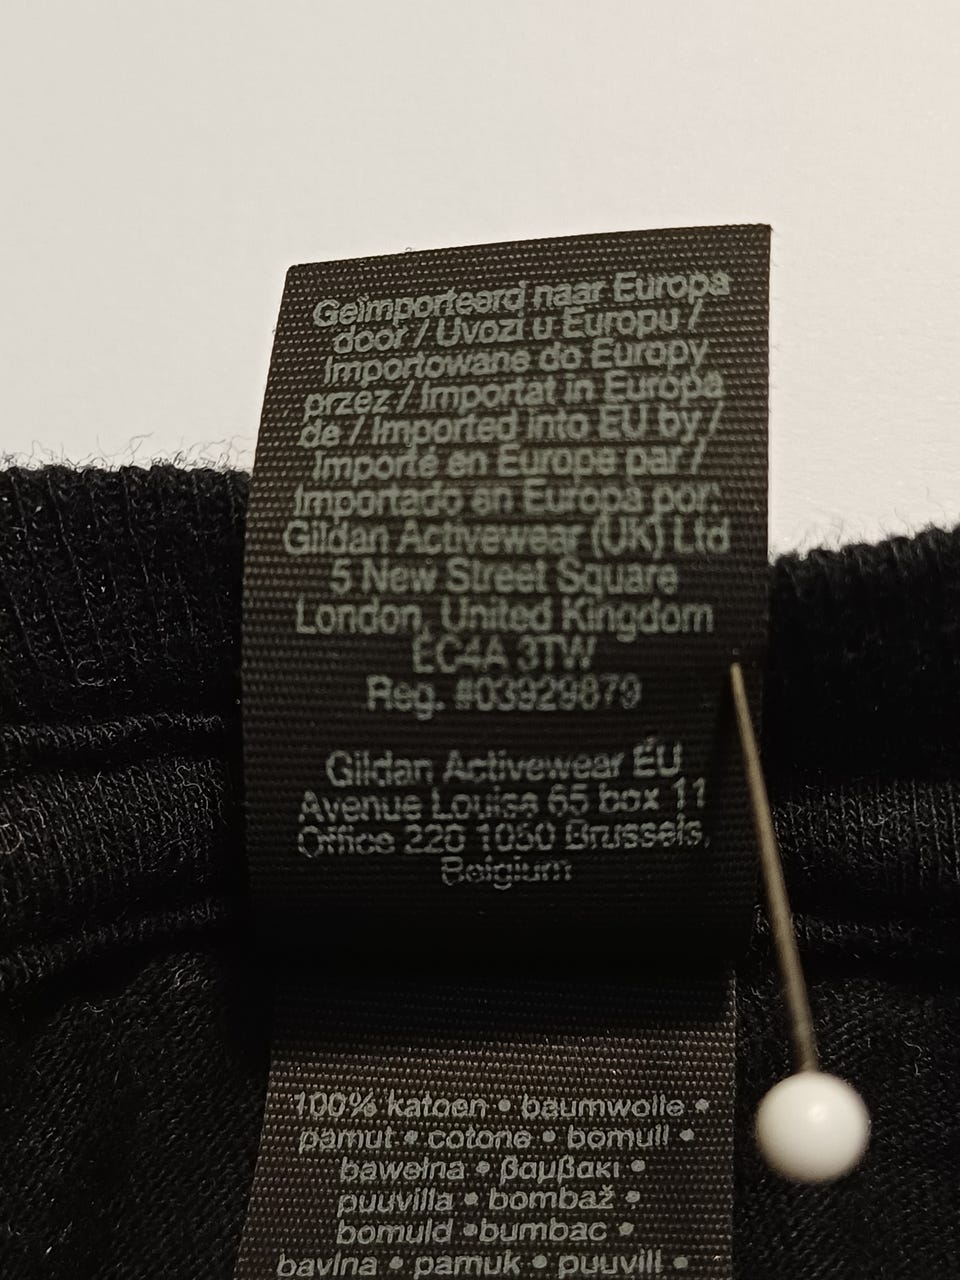 Geïmporteerd naar Europa
door / Uvozi u Europu /
Importowane do Europy
przez / Importat in Europa
de / Imported into EU by /
Importé en Europe par /
Importado en Europa por:
Gildan Activewear (UK) Ltd
5 New Street Square
London, United Kingdom
EC4A 3TW
Reg. #03929879
Gildan Activewear EU
Avenue Louise 65 box 11
Office 220 1050 Brussels,
Belgium
100% katoen • baumwolle •
pamut • cotone • bomull •
bawełna • βαμβακι •
puuvilla • bombaž •
bomuld •bumbac •
bavlna • pamuk • puuvill •